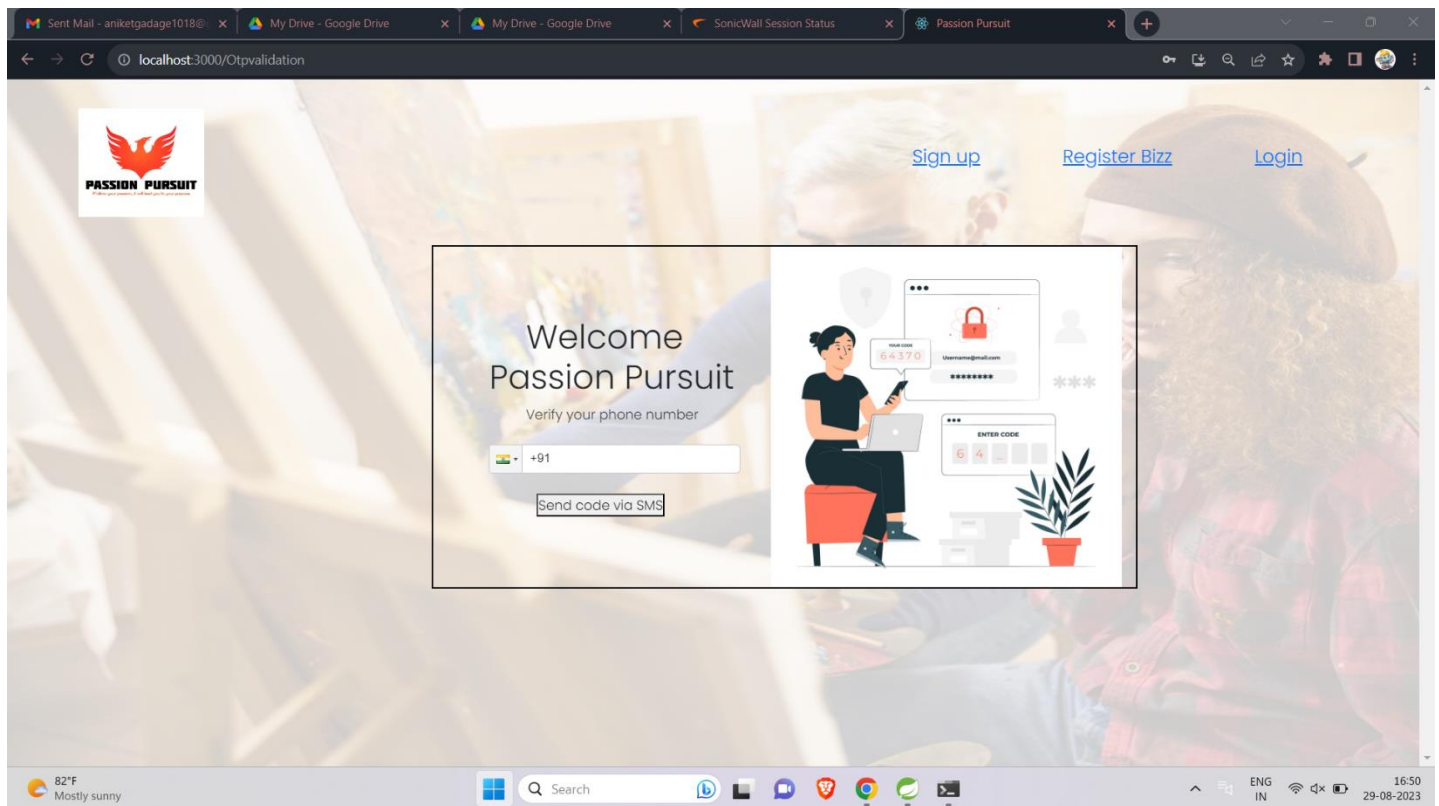 Sent Mail - aniketgadage1018@g
My Drive - Google Drive
My Drive - Google Drive
SonicWall Session Status
Passion Pursuit
localhost:3000/Otpvalidation
PASSION PURSUIT
Sign up
Register Bizz
Login
Welcome
Passion Pursuit
Verify your phone number
+91
Send code via SMS
YOUR CODE
64370
Username@mail.com
********
***
ENTER CODE
6 4 _
82°F
Mostly sunny
Search
ENG
IN
16:50
29-08-2023